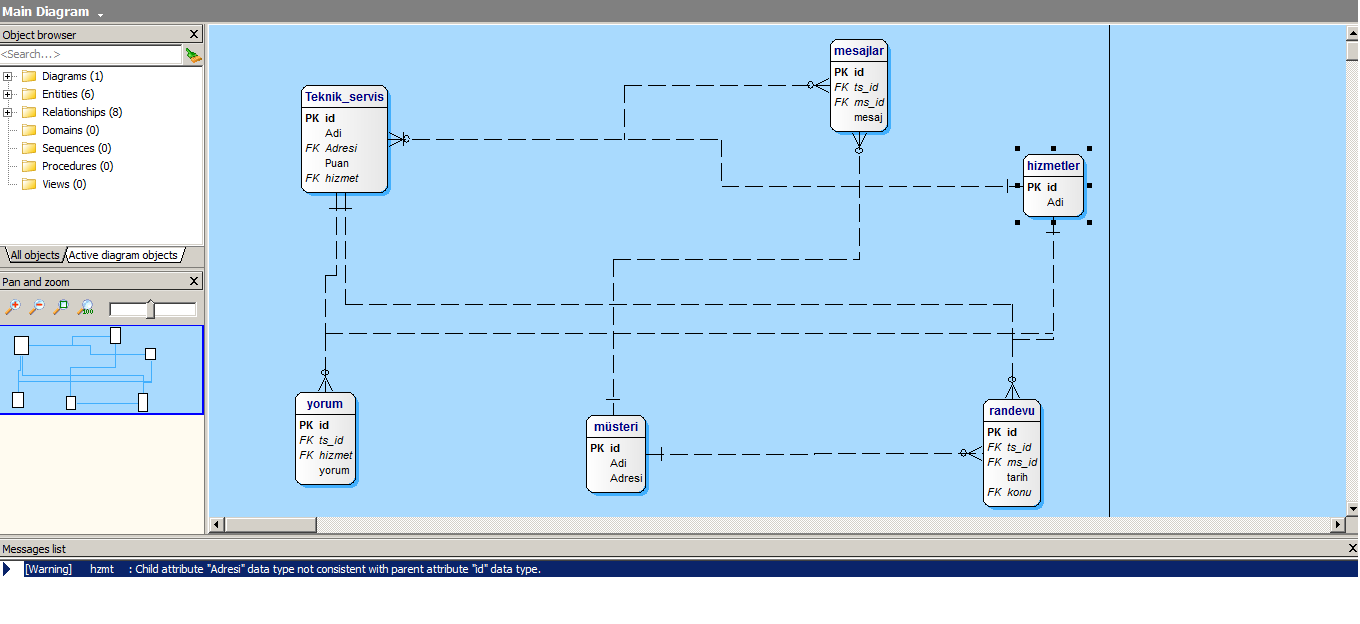 Main Diagram
Object browser X
<Search...>
Diagrams (1)
Entities (6)
Relationships (8)
Domains (0)
Sequences (0)
Procedures (0)
Views (0)
All objects Active diagram objects
Pan and zoom X
100
Teknik_servis
PK id
Adi
FK Adresi
Puan
FK hizmet
mesajlar
PK id
FK ts_id
FK ms_id
mesaj
hizmetler
PK id
Adi
yorum
PK id
FK ts_id
FK hizmet
yorum
müsteri
PK id
Adi
Adresi
randevu
PK id
FK ts_id
FK ms_id
tarih
FK konu
Messages list X
[Warning] hzmt : Child attribute "Adresi" data type not consistent with parent attribute "id" data type.